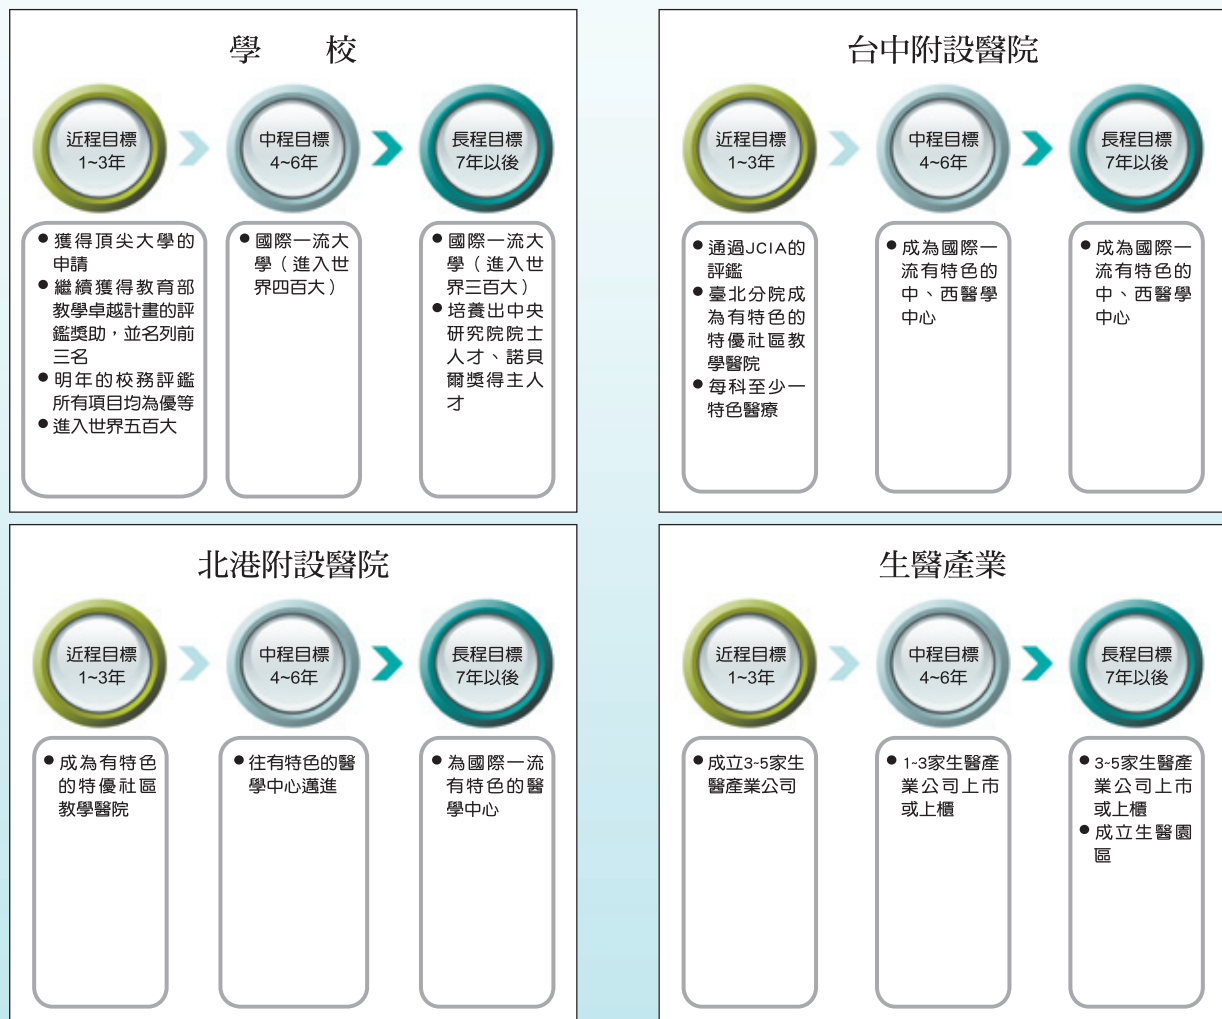 學 校
近程目標
1~3年
中程目標
4~6年
長程目標
7年以後
● 獲得頂尖大學的
申請
● 繼續獲得教育部
教學卓越計畫的評
鑑獎助，並名列前
三名
● 明年的校務評鑑
所有項目均為優等
● 進入世界五百大
● 國際一流大
學（進入世
界四百大）
● 國際一流大
學（進入世
界三百大）
● 培養出中央
研究院院士
人才、諾貝
爾獎得主人
才
台中附設醫院
近程目標
1~3年
中程目標
4~6年
長程目標
7年以後
● 通過JCIA的
評鑑
● 臺北分院成
為有特色的
特優社區教
學醫院
● 每科至少一
特色醫療
● 成為國際一
流有特色的
中、西醫學
中心
● 成為國際一
流有特色的
中、西醫學
中心
北港附設醫院
近程目標
1~3年
中程目標
4~6年
長程目標
7年以後
● 成為有特色
的特優社區
教學醫院
● 往有特色的醫
學中心邁進
● 為國際一流
有特色的醫
學中心
生醫產業
近程目標
1~3年
中程目標
4~6年
長程目標
7年以後
● 成立3-5家生
醫產業公司
● 1-3家生醫產
業公司上市
或上櫃
● 3-5家生醫產
業公司上市
或上櫃
● 成立生醫園
區